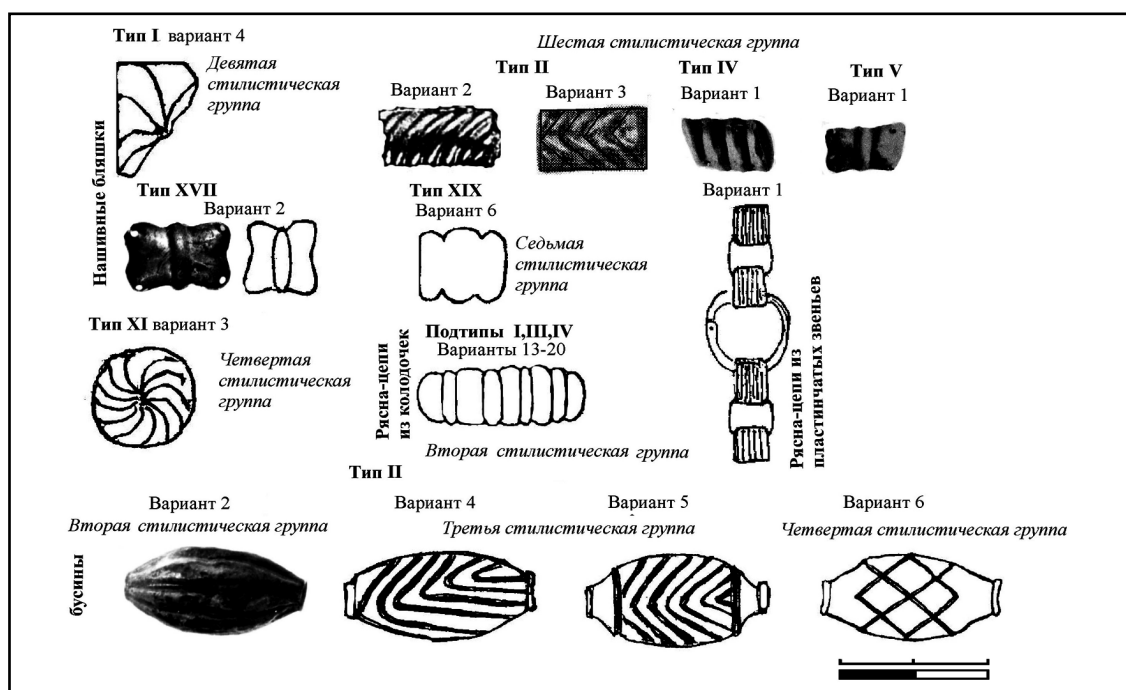 Тип I вариант 4
Девятая
стилистическая
группа
Шестая стилистическая группа
Тип II
Тип IV
Тип V
Вариант 2
Вариант 3
Вариант 1
Вариант 1
Нашивные бляшки
Тип XVII
Вариант 2
Тип XIX
Вариант 6
Седьмая
стилистическая
группа
Вариант 1
Тип XI вариант 3
Четвертая
стилистическая
группа
Подтипы I,III,IV
Варианты 13-20
Рясна-цепи
из колодочек
Вторая стилистическая группа
Рясна-цепи из
пластинчатых звеньев
Тип II
Вариант 2
Вариант 4
Вариант 5
Вариант 6
Вторая стилистическая группа
Третья стилистическая группа
Четвертая стилистическая группа
бусины